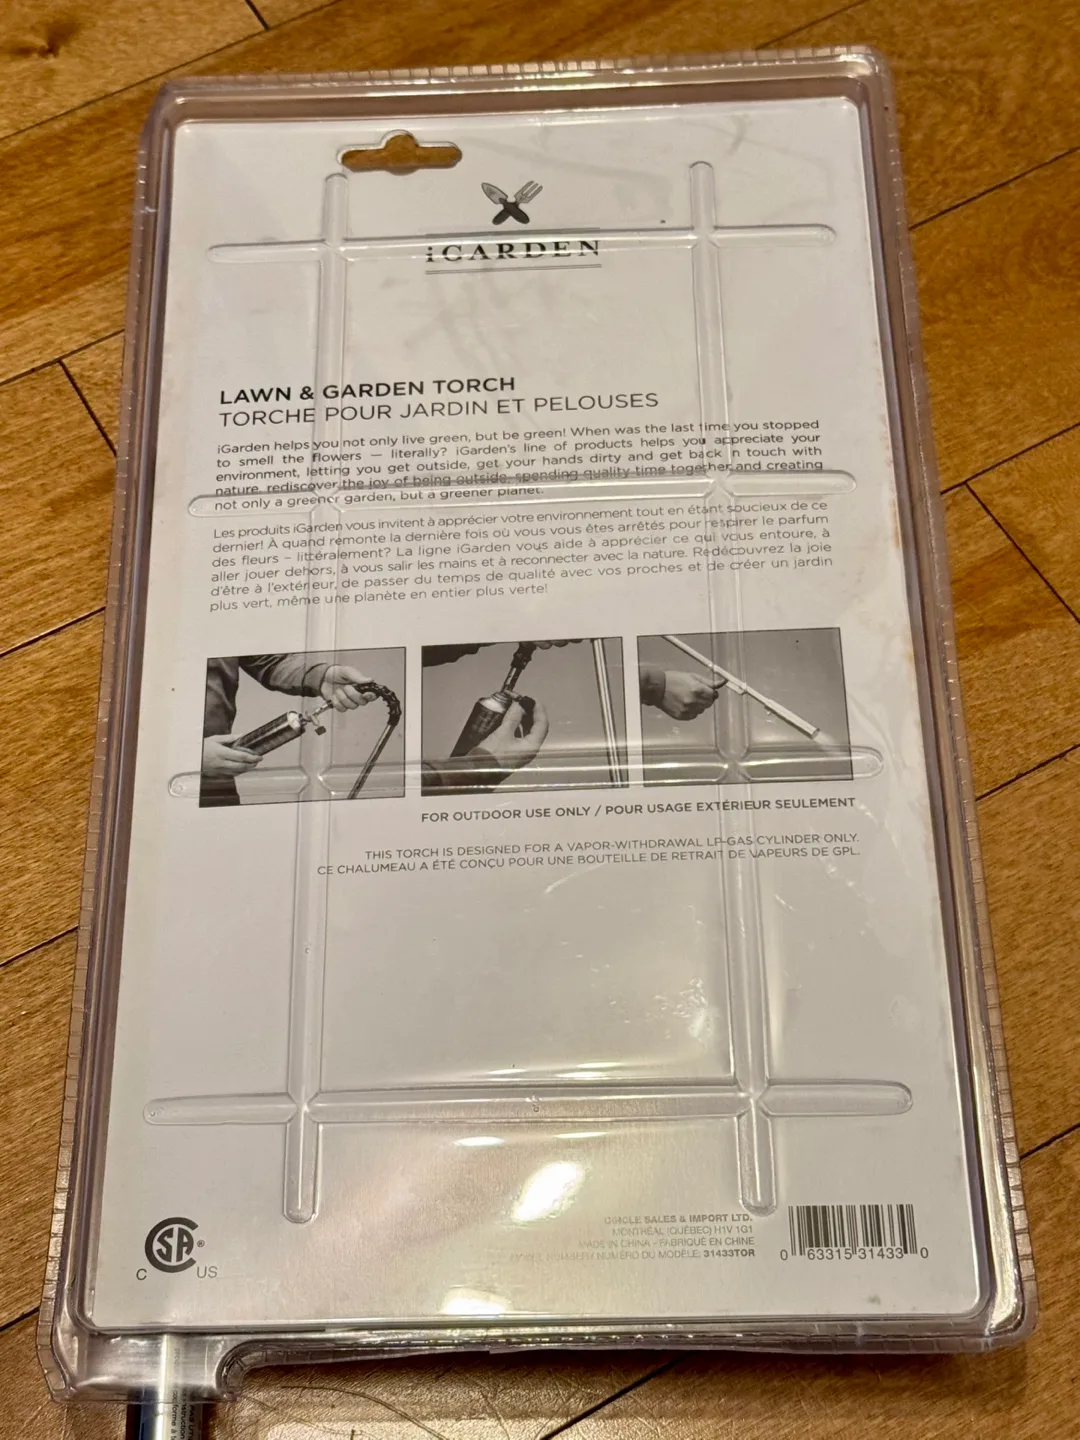 iGARDEN
LAWN & GARDEN TORCH
TORCHE POUR JARDIN ET PELOUSES
iGarden helps you not only live green, but be green! When was the last time you stopped
to smell the flowers — literally? iGarden's line of products helps you appreciate your
environment, letting you get outside, get your hands dirty and get back in touch with
nature, rediscover the joy of being outside, spending quality time together and creating
not only a greener garden, but a greener planet.
Les produits iGarden vous invitent à apprécier votre environnement tout en étant soucieux de ce
dernier! À quand remonte la dernière fois où vous vous êtes arrêtés pour respirer le parfum
des fleurs – littéralement? La ligne iGarden vous aide à apprécier ce qui vous entoure, à
aller jouer dehors, à vous salir les mains et à reconnecter avec la nature. Redécouvrez la joie
d'être à l'extérieur, de passer du temps de qualité avec vos proches et de créer un jardin
plus vert, même une planète en entier plus verte!
FOR OUTDOOR USE ONLY / POUR USAGE EXTÉRIEUR SEULEMENT
THIS TORCH IS DESIGNED FOR A VAPOR-WITHDRAWAL LP-GAS CYLINDER ONLY.
CE CHALUMEAU A ÉTÉ CONÇU POUR UNE BOUTEILLE DE RETRAIT DE VAPEURS DE GPL.
CSA®
C US
CIRCLE SALES & IMPORT LTD.
MONTRÉAL (QUÉBEC) H1V 1G1
MADE IN CHINA - FABRIQUÉ EN CHINE
MODEL NUMBER / NUMÉRO DU MODÈLE: 31433TOR
0 63315 31433 0